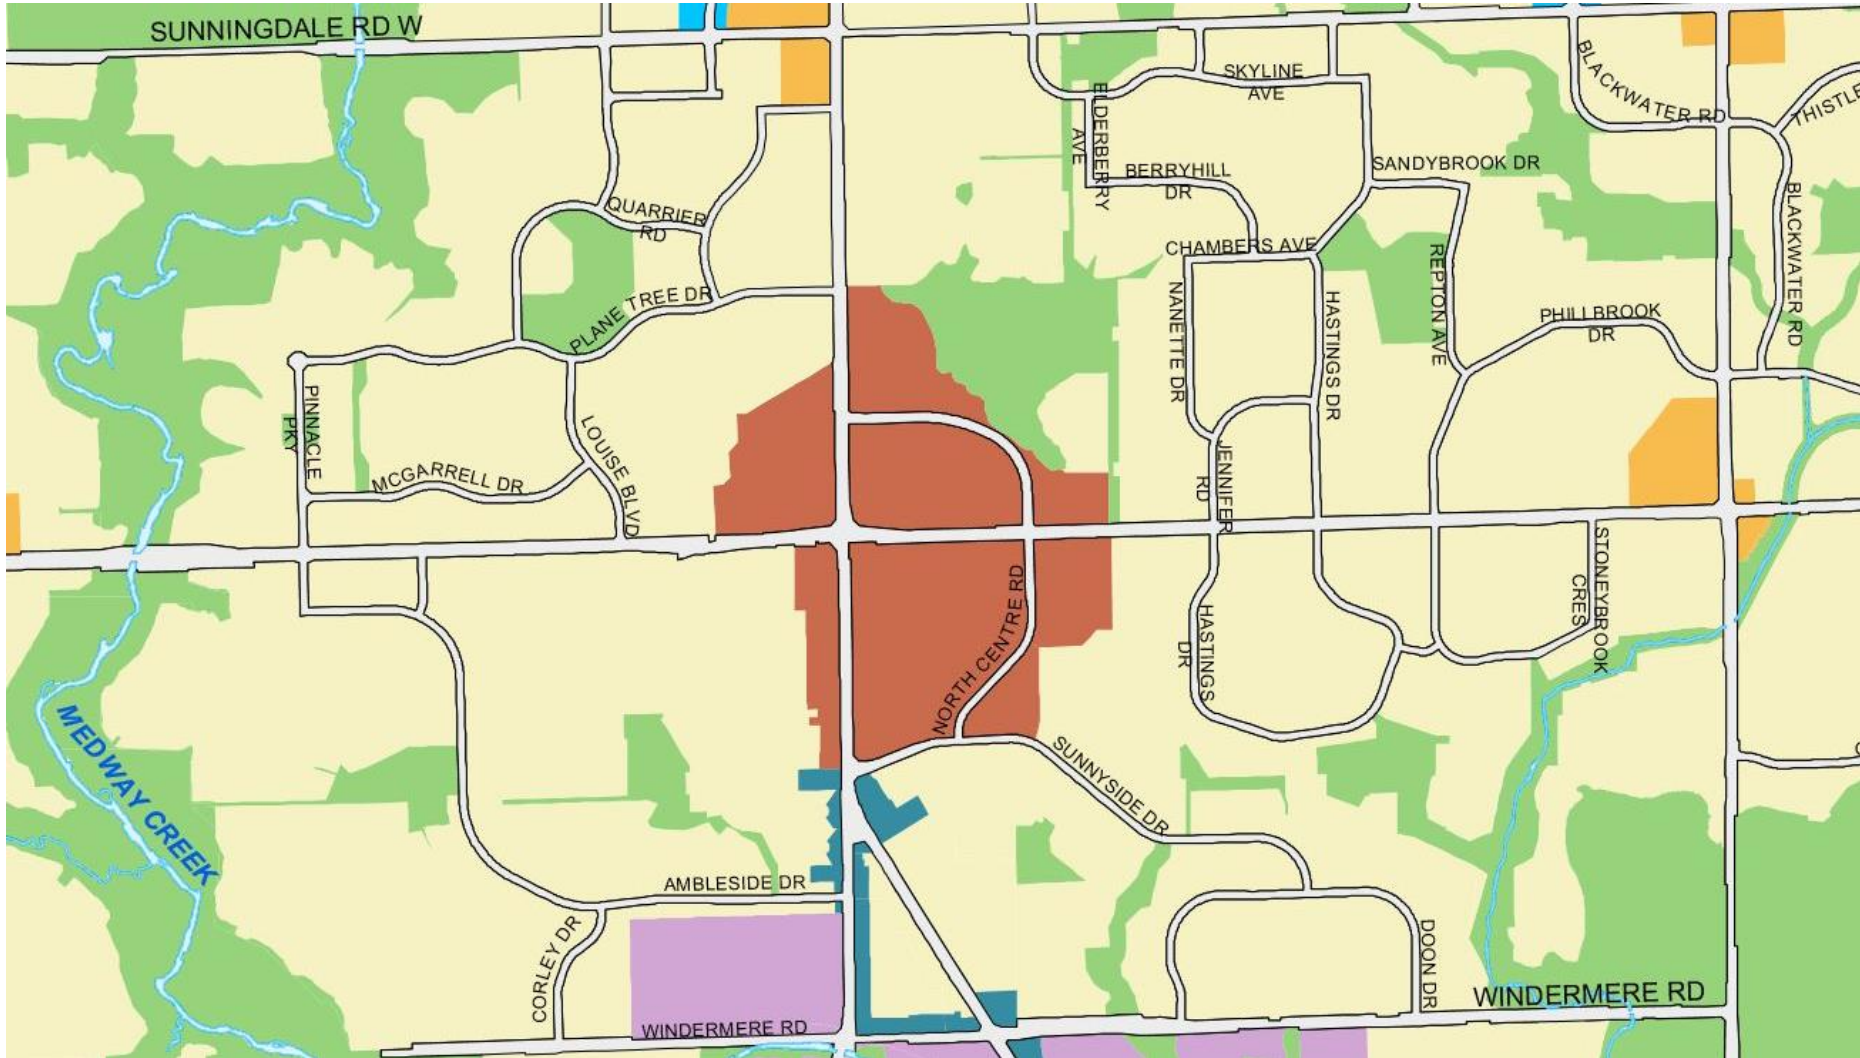 SUNNINGDALE RD W
SKYLINE
AVE
BLACKWATER RD
THISTLE
ELDERBERRY
AVE
BERRYHILL
DR
SANDYBROOK DR
QUARRIER
RD
CHAMBERS AVE
BLACKWATER RD
REPTON AVE
NANETTE DR
HASTINGS DR
PLANE TREE DR
PHILLBROOK
DR
PINNACLE
PKY
LOUISE BLVD
MCGARRELL DR
JENNIFER
RD
STONEYBROOK
CRES
NORTH CENTRE RD
HASTINGS
DR
MEDWAY CREEK
SUNNYSIDE DR
AMBLESIDE DR
CORLEY DR
DOON DR
WINDERMERE RD
WINDERMERE RD